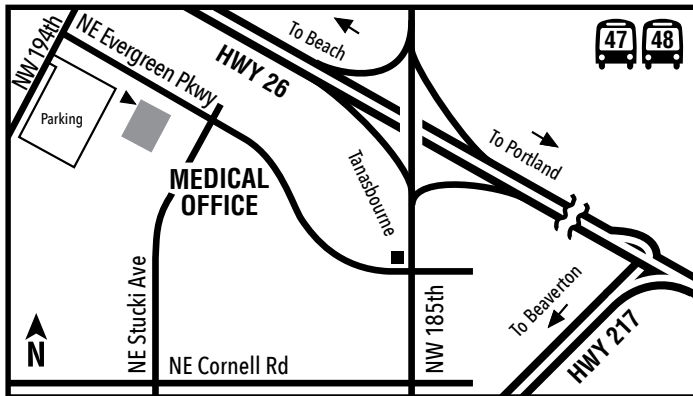 NW 194th
NE Evergreen Pkwy
HWY 26
To Beach
47
48
Parking
MEDICAL
OFFICE
Tanasbourne
To Portland
NE Stucki Ave
NW 185th
To Beaverton
HWY 217
N
NE Cornell Rd